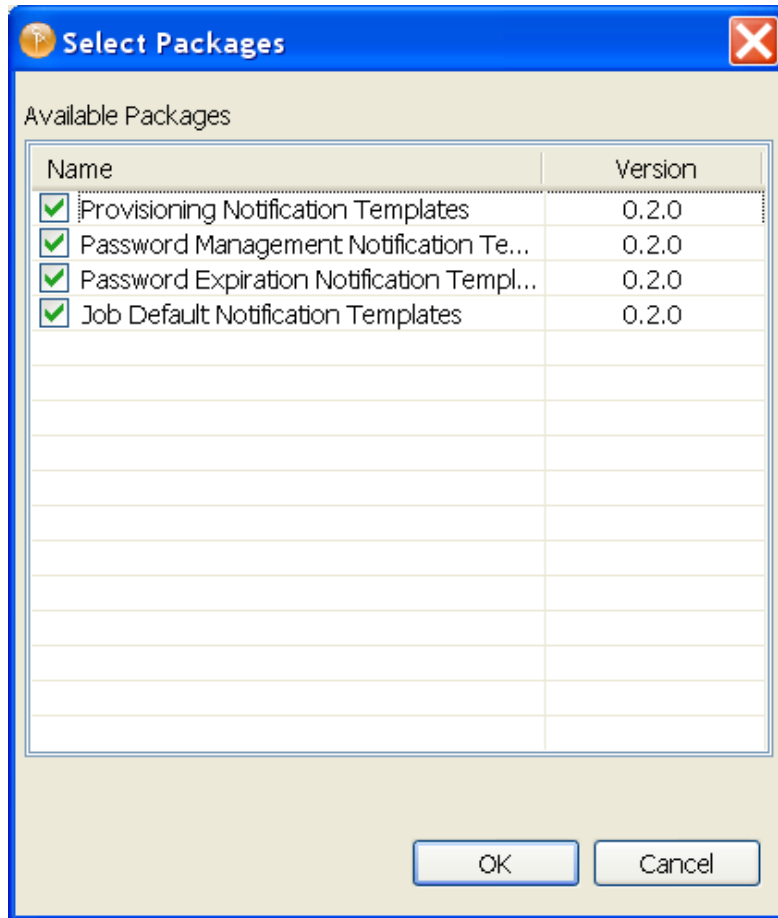 Select Packages
Available Packages
Name Version
Provisioning Notification Templates 0.2.0
Password Management Notification Te... 0.2.0
Password Expiration Notification Templ... 0.2.0
Job Default Notification Templates 0.2.0
OK Cancel